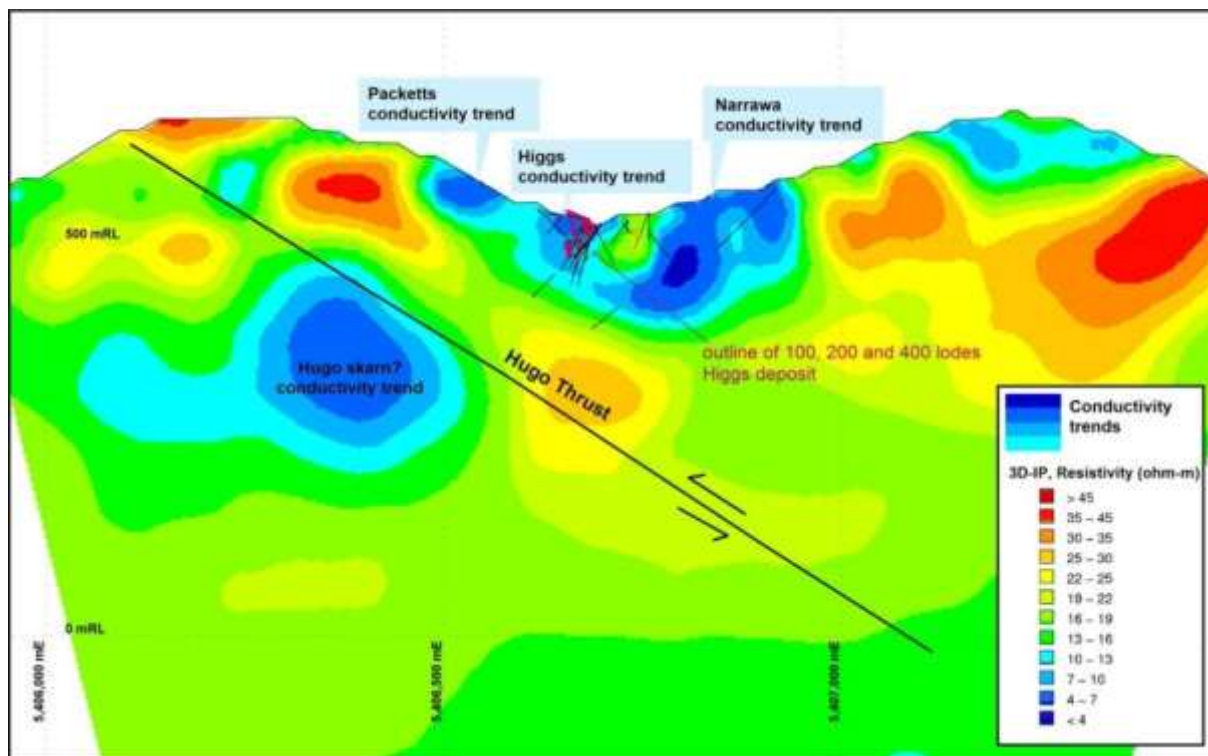 Packetts
conductivity trend
Higgs
conductivity trend
Narrawa
conductivity trend
500 mRL
Hugo skarn?
conductivity trend
Hugo Thrust
outline of 100, 200 and 400 lodes
Higgs deposit
0 mRL
5,406,000 mE
5,406,500 mE
5,407,000 mE
Conductivity
trends
3D-IP, Resistivity (ohm-m)
> 45
35 – 45
30 – 35
25 – 30
22 – 25
19 – 22
16 – 19
13 – 16
10 – 13
7 – 10
4 – 7
< 4